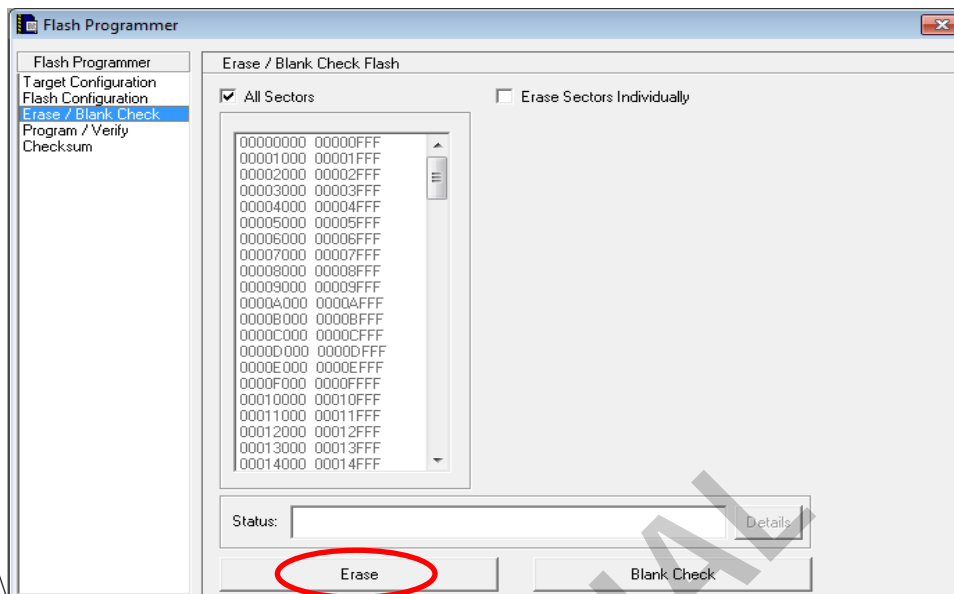 Flash Programmer
Flash Programmer
Target Configuration
Flash Configuration
Erase / Blank Check
Program / Verify
Checksum
Erase / Blank Check Flash
All Sectors
Erase Sectors Individually
00000000 00000FFF
00001000 00001FFF
00002000 00002FFF
00003000 00003FFF
00004000 00004FFF
00005000 00005FFF
00006000 00006FFF
00007000 00007FFF
00008000 00008FFF
00009000 00009FFF
0000A000 0000AFFF
0000B000 0000BFFF
0000C000 0000CFFF
0000D000 0000DFFF
0000E000 0000EFFF
0000F000 0000FFFF
00010000 00010FFF
00011000 00011FFF
00012000 00012FFF
00013000 00013FFF
00014000 00014FFF
Status:
Details
Erase
Blank Check